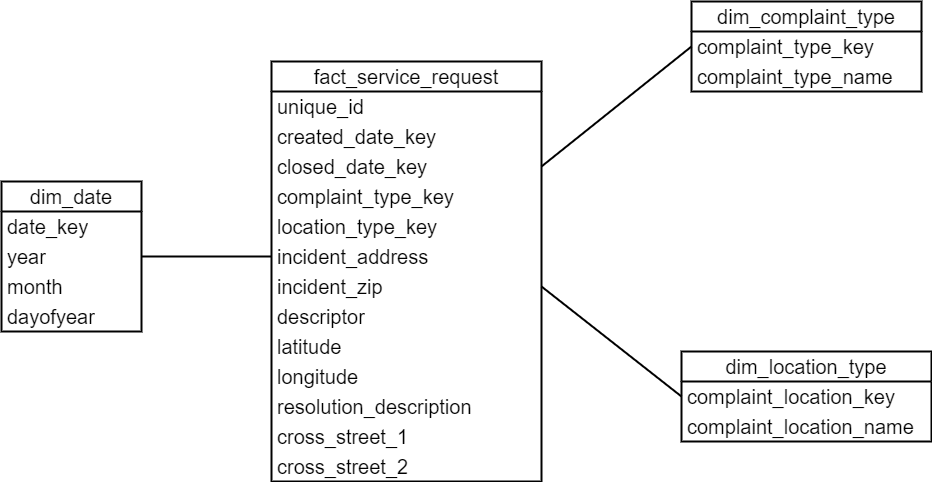 dim_complaint_type
complaint_type_key
complaint_type_name
fact_service_request
unique_id
created_date_key
closed_date_key
complaint_type_key
location_type_key
incident_address
incident_zip
descriptor
latitude
longitude
resolution_description
cross_street_1
cross_street_2
dim_date
date_key
year
month
dayofyear
dim_location_type
complaint_location_key
complaint_location_name